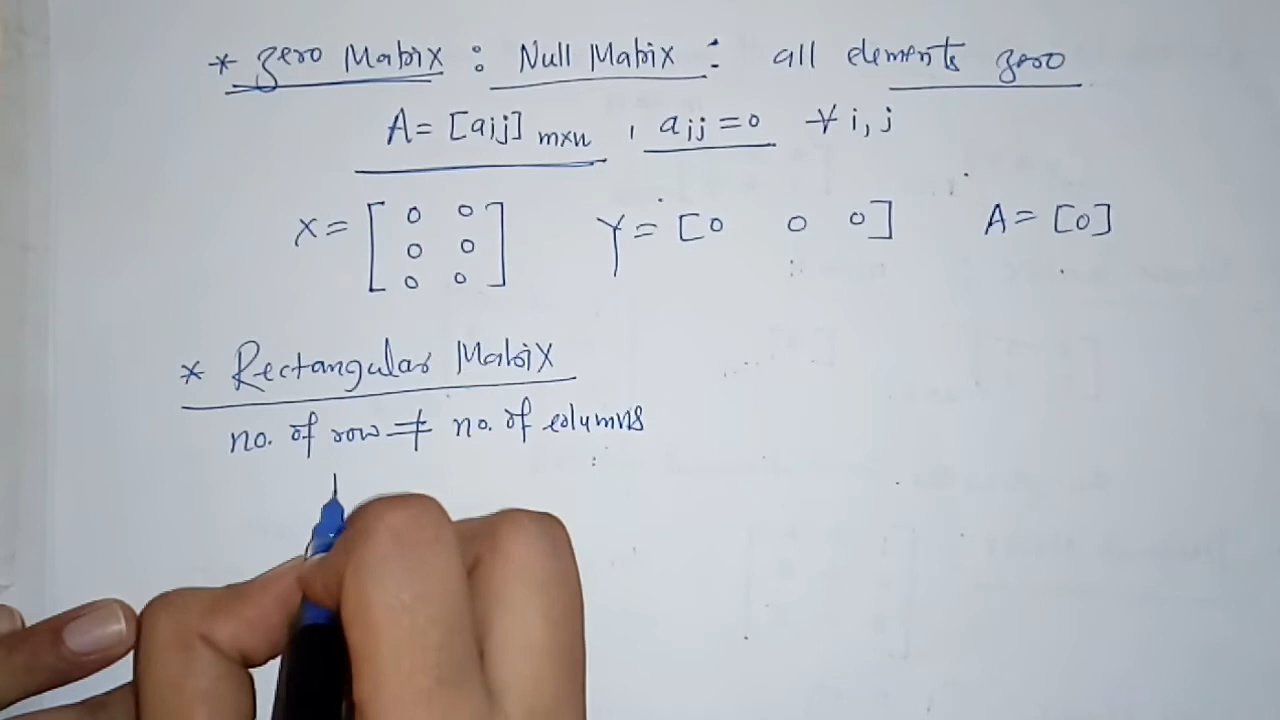 * Zero Matrix : Null Matrix : all elements zero
A = [aij] m×n , aij = 0 ∀ i, j
X = [ 0 0
0 0
0 0 ] Y = [0 0 0] A = [0]
* Rectangular Matrix
no. of row ≠ no. of columns